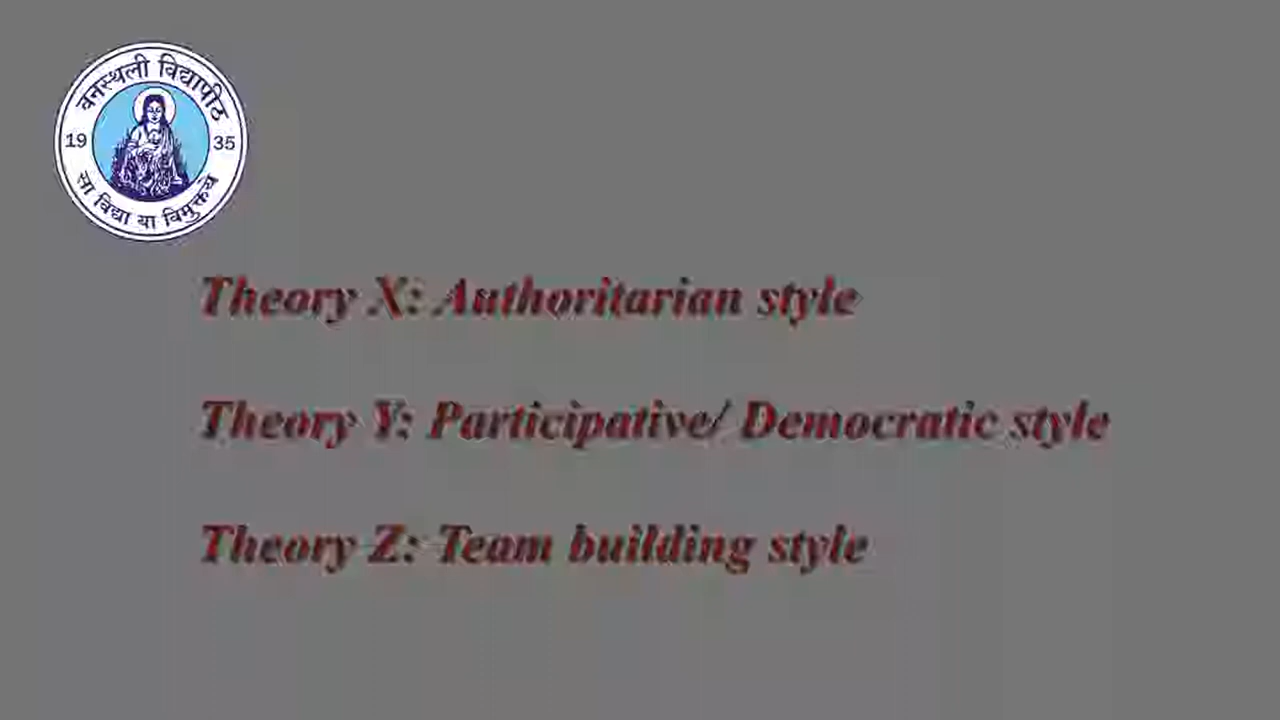 वनस्थली विद्यापीठ
19 35
सा विद्या या विमुक्तये
Theory X: Authoritarian style
Theory Y: Participative/ Democratic style
Theory Z: Team building style